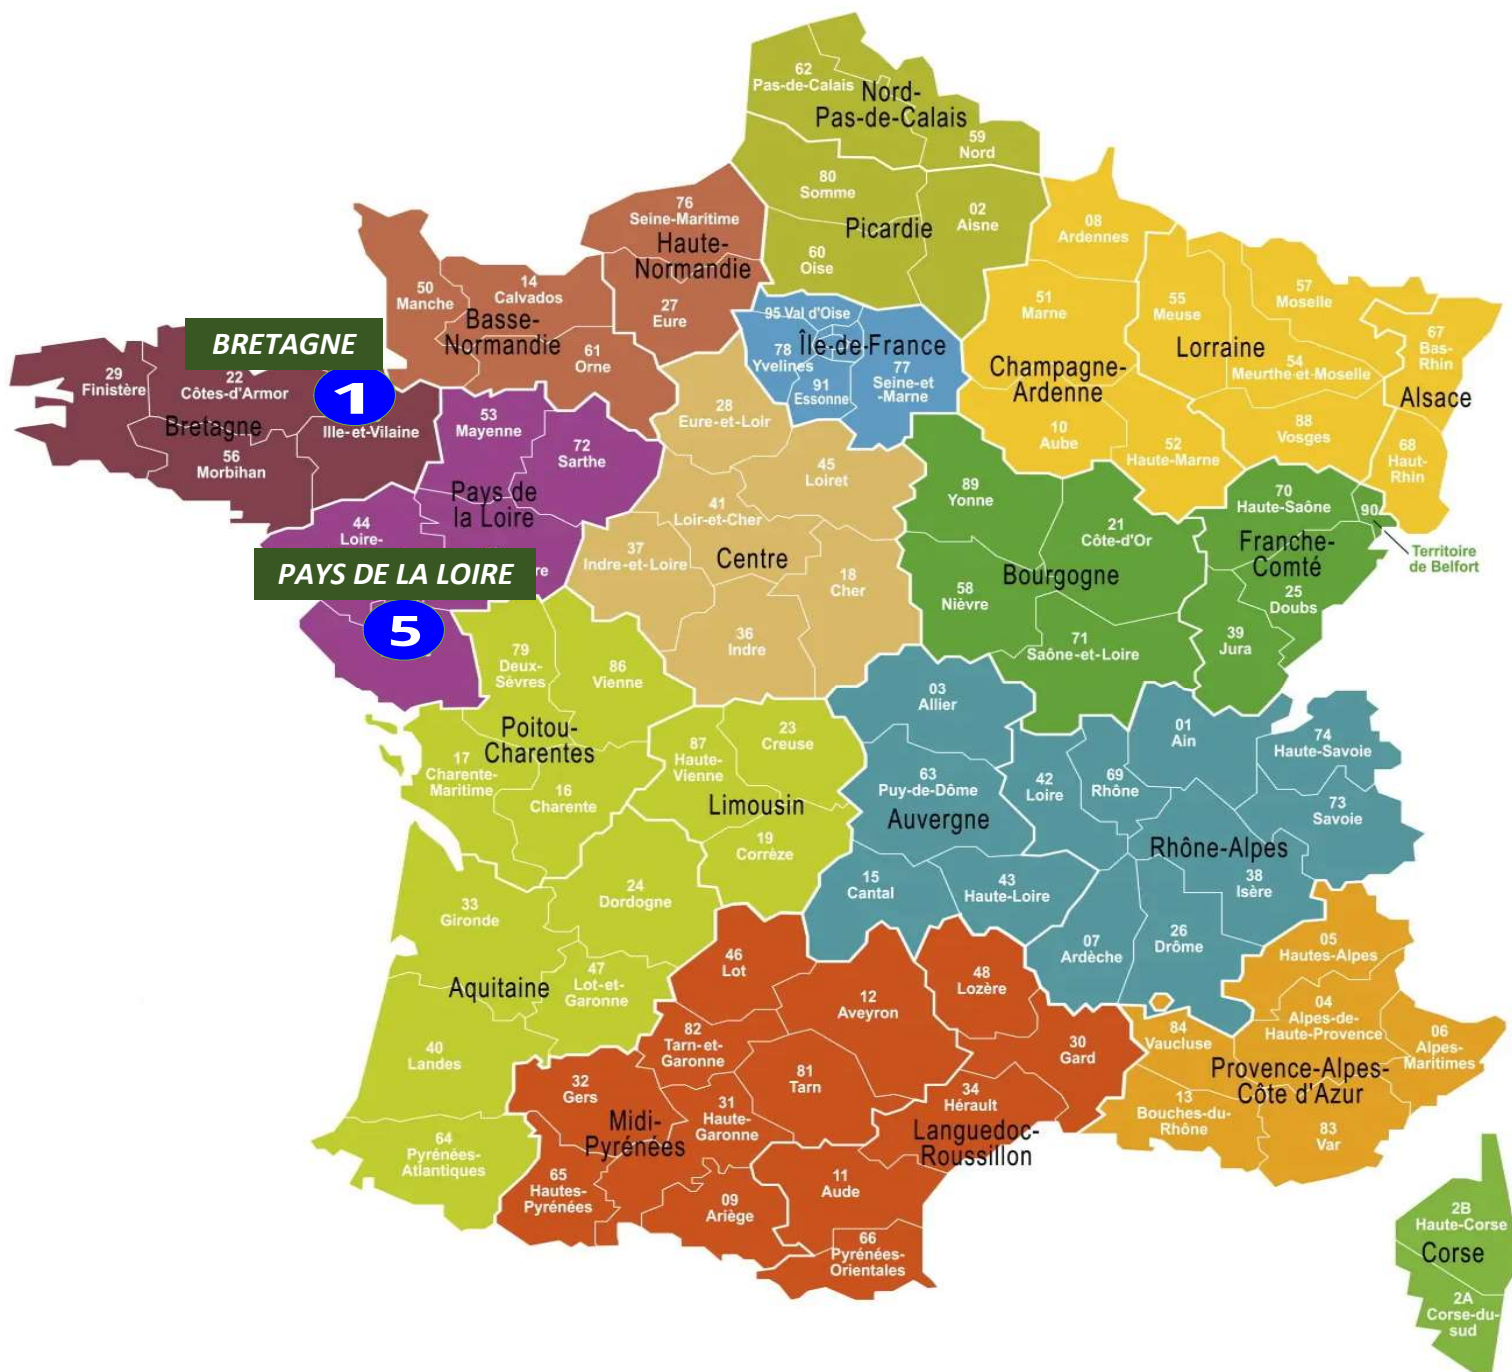 62
Pas-de-Calais
Nord-
Pas-de-Calais
59
Nord
80
Somme
02
Aisne
Picardie
60
Oise
76
Seine-Maritime
Haute-
Normandie
27
Eure
08
Ardennes
51
Marne
55
Meuse
57
Moselle
Lorraine
54
Meurthe-et-Moselle
67
Bas-
Rhin
Alsace
88
Vosges
68
Haut-
Rhin
Champagne-
Ardenne
10
Aube
52
Haute-Marne
50
Manche
14
Calvados
Basse-
Normandie
61
Orne
95 Val d'Oise
Île-de-France
78
Yvelines
91
Essonne
77
Seine-et
-Marne
BRETAGNE
1
29
Finistère
22
Côtes-d'Armor
Bretagne
Ille-et-Vilaine
56
Morbihan
53
Mayenne
72
Sarthe
Pays de
la Loire
44
Loire-
re
PAYS DE LA LOIRE
5
28
Eure-et-Loir
45
Loiret
41
Loir-et-Cher
37
Indre-et-Loire
Centre
18
Cher
36
Indre
89
Yonne
21
Côte-d'Or
58
Nièvre
Bourgogne
71
Saône-et-Loire
70
Haute-Saône
90
Territoire
de Belfort
Franche-
Comté
25
Doubs
39
Jura
79
Deux-
Sèvres
86
Vienne
Poitou-
Charentes
17
Charente-
Maritime
16
Charente
87
Haute-
Vienne
23
Creuse
Limousin
19
Corrèze
03
Allier
63
Puy-de-Dôme
Auvergne
15
Cantal
43
Haute-Loire
42
Loire
69
Rhône
01
Ain
74
Haute-Savoie
73
Savoie
Rhône-Alpes
38
Isère
07
Ardèche
26
Drôme
33
Gironde
24
Dordogne
47
Lot-et-
Garonne
Aquitaine
40
Landes
64
Pyrénées-
Atlantiques
46
Lot
12
Aveyron
82
Tarn-et-
Garonne
81
Tarn
32
Gers
31
Haute-
Garonne
Midi-
Pyrénées
65
Hautes-
Pyrénées
09
Ariège
48
Lozère
30
Gard
34
Hérault
Languedoc-
Roussillon
11
Aude
66
Pyrénées-
Orientales
05
Hautes-Alpes
04
Alpes-de-
Haute-Provence
06
Alpes-
Maritimes
84
Vaucluse
Provence-Alpes-
Côte d'Azur
13
Bouches-du-
Rhône
83
Var
2B
Haute-Corse
Corse
2A
Corse-du-
sud